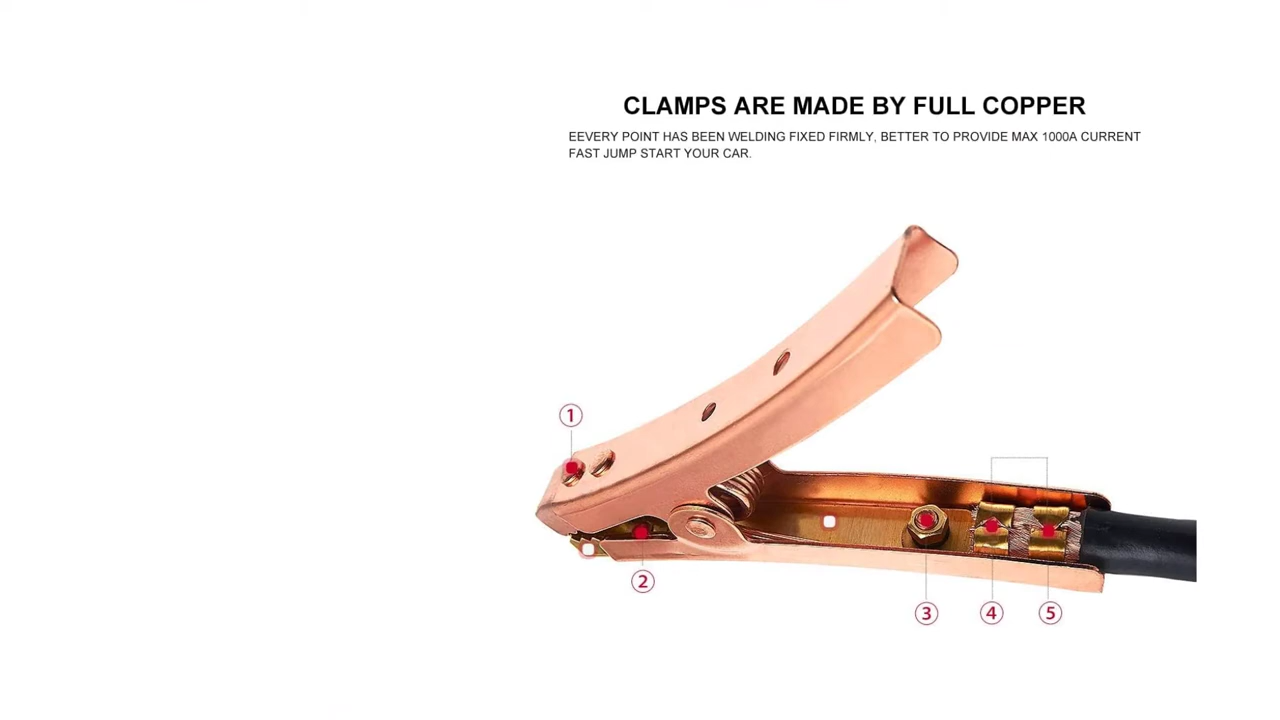 CLAMPS ARE MADE BY FULL COPPER
EEVERY POINT HAS BEEN WELDING FIXED FIRMLY, BETTER TO PROVIDE MAX 1000A CURRENT
FAST JUMP START YOUR CAR.
1
2
3
4
5